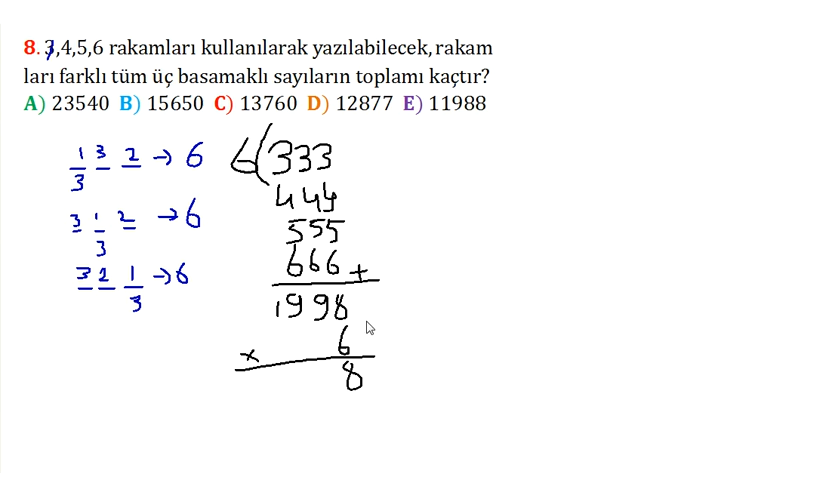 8. 3,4,5,6 rakamları kullanılarak yazılabilecek, rakam
ları farklı tüm üç basamaklı sayıların toplamı kaçtır?
A) 23540 B) 15650 C) 13760 D) 12877 E) 11988
1 3 2 → 6
3
3 1 2 → 6
3
3 2 1 → 6
3
6(333
444
555
666 +
1998
6
x
8